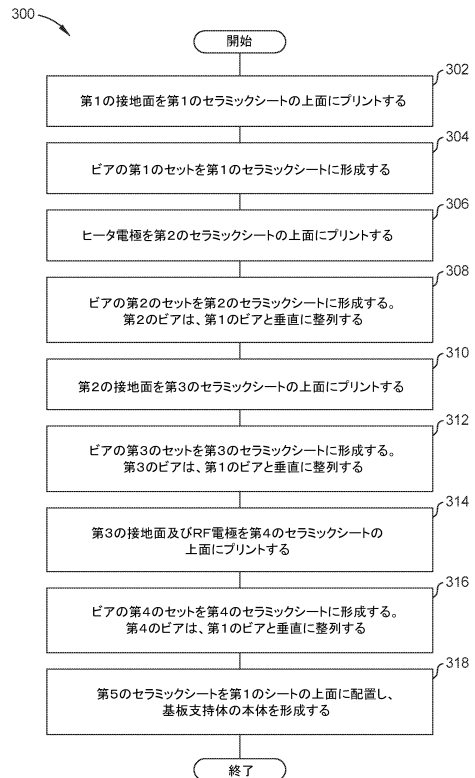 300
開始
302
第1の接地面を第1のセラミックシートの上面にプリントする
304
ビアの第1のセットを第1のセラミックシートに形成する
306
ヒータ電極を第2のセラミックシートの上面にプリントする
308
ビアの第2のセットを第2のセラミックシートに形成する。
第2のビアは、第1のビアと垂直に整列する
310
第2の接地面を第3のセラミックシートの上面にプリントする
312
ビアの第3のセットを第3のセラミックシートに形成する。
第3のビアは、第1のビアと垂直に整列する
314
第3の接地面及びRF電極を第4のセラミックシートの
上面にプリントする
316
ビアの第4のセットを第4のセラミックシートに形成する。
第4のビアは、第1のビアと垂直に整列する
318
第5のセラミックシートを第1のシートの上面に配置し、
基板支持体の本体を形成する
終了